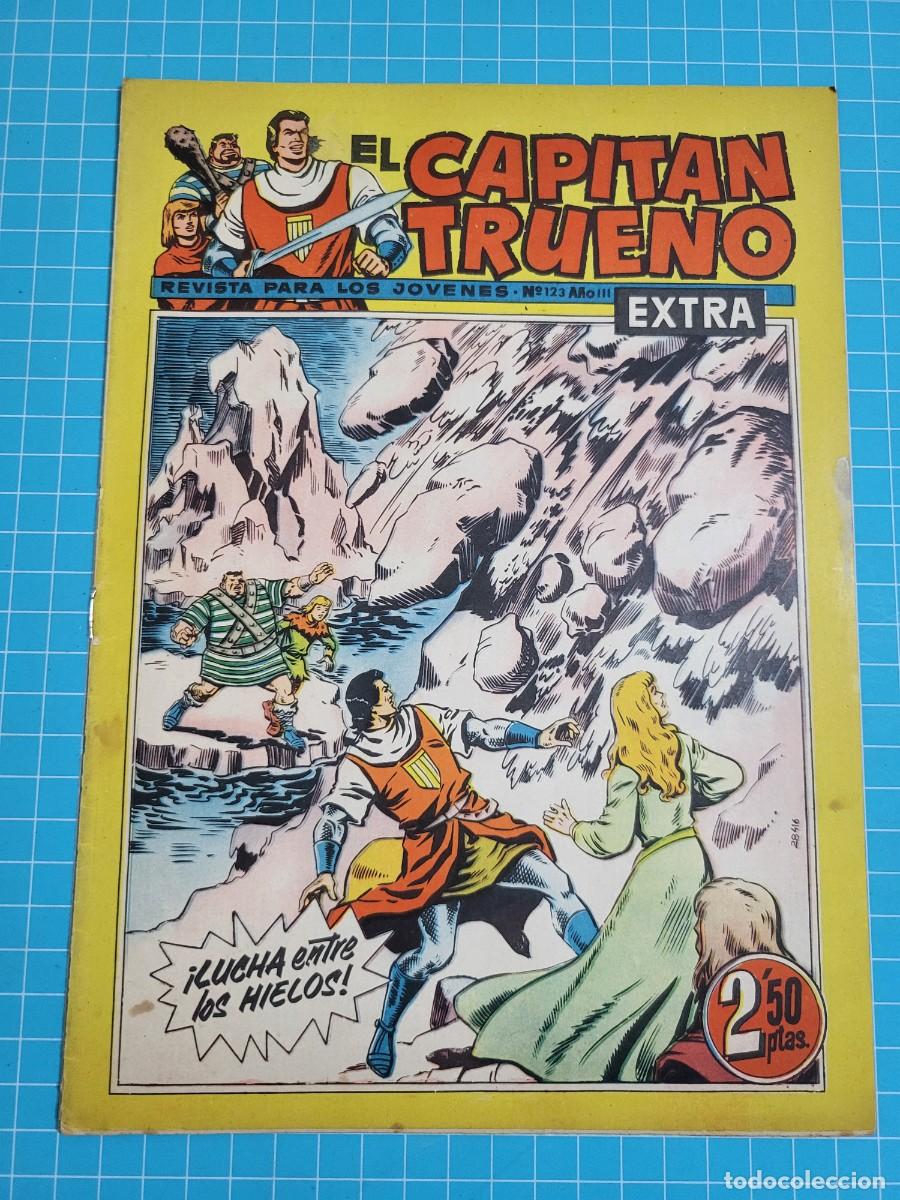 EL CAPITAN
TRUENO
REVISTA PARA LOS JOVENES • Nº 123 AÑO III
EXTRA
28416
¡LUCHA entre
los HIELOS!
2'50
ptas.
todocoleccion